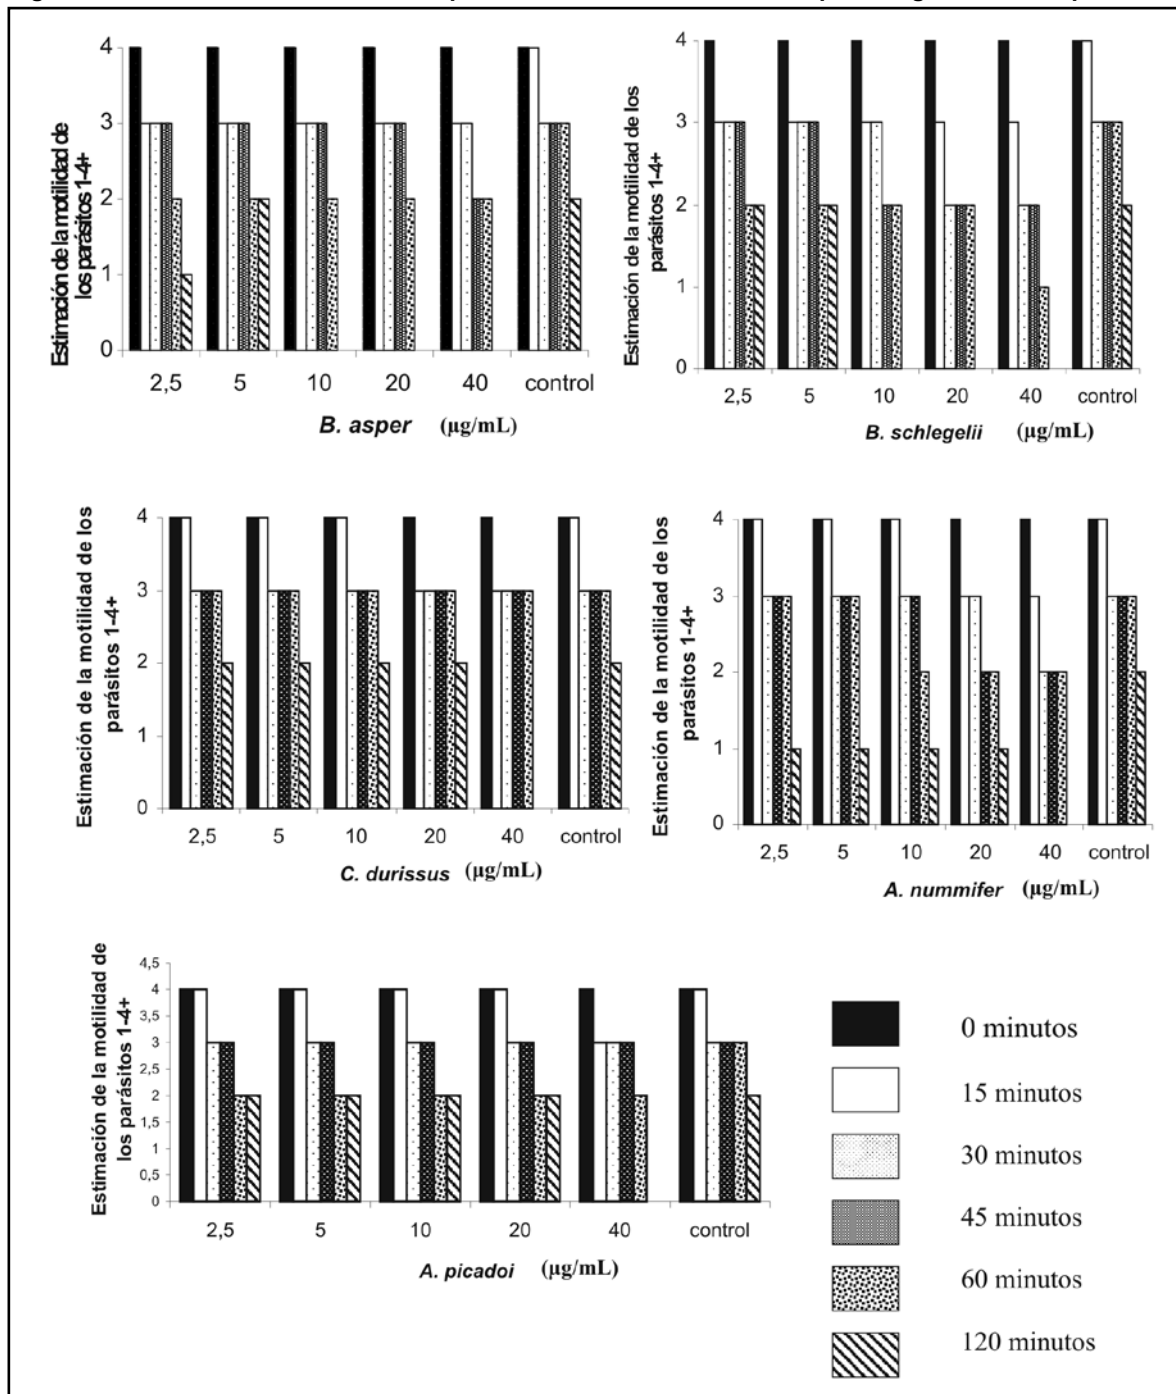 4
3
2
1
0
Estimación de la motilidad de
los parásitos 1-4+
2,5 5 10 20 40 control
B. asper (μg/mL)
4
3
2
1
0
Estimación de la motilidad de los
parásitos 1-4+
2,5 5 10 20 40 control
B. schlegelii (μg/mL)
4
3
2
1
0
Estimación de la motilidad de los
parásitos 1-4+
2,5 5 10 20 40 control
C. durissus (μg/mL)
4
3
2
1
0
Estimación de la motilidad de los
parásitos 1-4+
2,5 5 10 20 40 control
A. nummifer (μg/mL)
4,5
4
3,5
3
2,5
2
1,5
1
0,5
0
Estimación de la motilidad de
los parásitos 1-4+
2,5 5 10 20 40 control
A. picadoi (μg/mL)
0 minutos
15 minutos
30 minutos
45 minutos
60 minutos
120 minutos